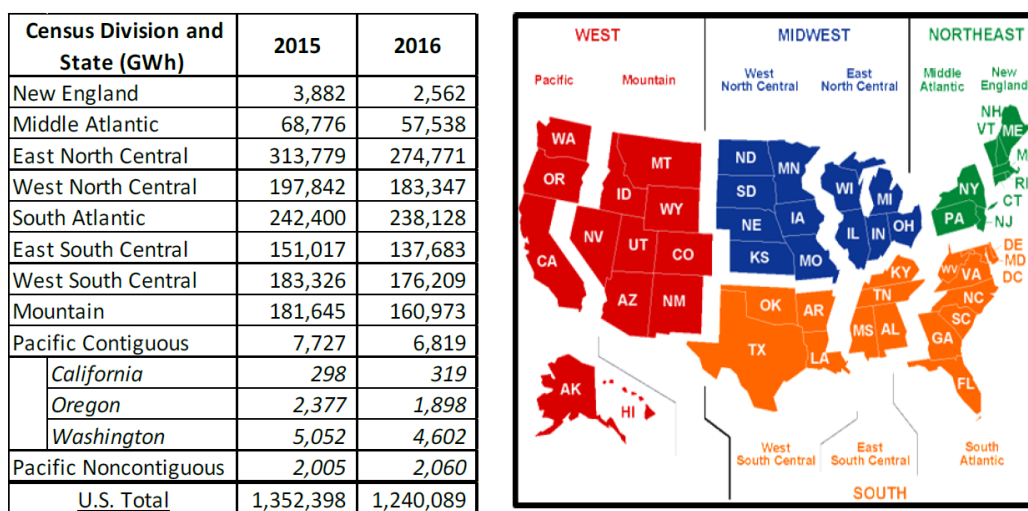 Census Division and State (GWh) 2015 2016
New England 3,882 2,562
Middle Atlantic 68,776 57,538
East North Central 313,779 274,771
West North Central 197,842 183,347
South Atlantic 242,400 238,128
East South Central 151,017 137,683
West South Central 183,326 176,209
Mountain 181,645 160,973
Pacific Contiguous 7,727 6,819
California 298 319
Oregon 2,377 1,898
Washington 5,052 4,602
Pacific Noncontiguous 2,005 2,060
U.S. Total 1,352,398 1,240,089
WEST MIDWEST NORTHEAST
Pacific Mountain West North Central East North Central Middle Atlantic New England
NH
VT ME
WA MT ND MN WI MI NY M
OR ID SD RI
WY CT
NE IA PA NJ
NV UT CO IL IN OH
CA KS MO DE
MD
DC
KY WV VA
AZ NM OK AR TN NC
MS AL SC
TX LA GA
FL
AK HI
West South Central East South Central South Atlantic
SOUTH